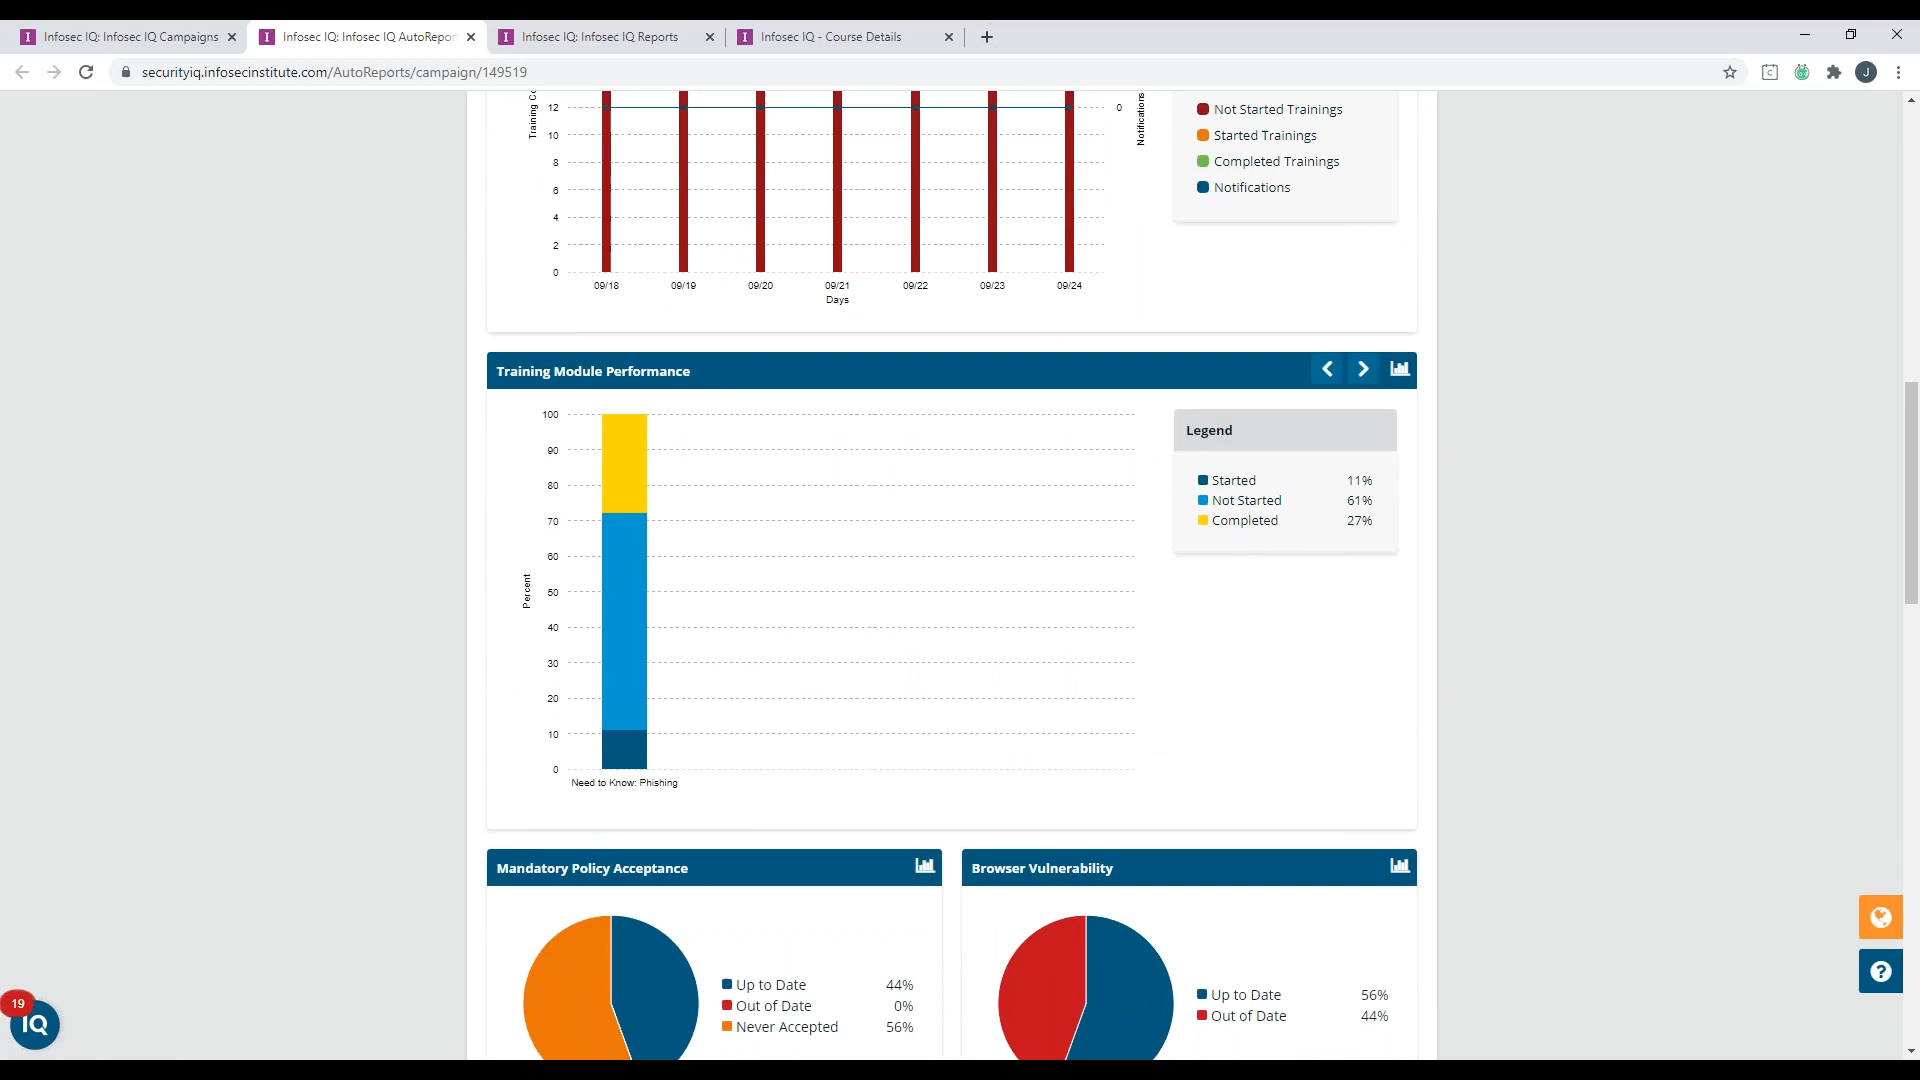 Infosec IQ: Infosec IQ Campaigns
Infosec IQ: Infosec IQ AutoRepor
Infosec IQ: Infosec IQ Reports
Infosec IQ - Course Details
securityiq.infosecinstitute.com/AutoReports/campaign/149519
J
Training Co
12
10
8
6
4
2
0
0
Notifications
09/18 09/19 09/20 09/21 09/22 09/23 09/24
Days
Not Started Trainings
Started Trainings
Completed Trainings
Notifications
Training Module Performance
Percent
100
90
80
70
60
50
40
30
20
10
0
Need to Know: Phishing
Legend
Started 11%
Not Started 61%
Completed 27%
Mandatory Policy Acceptance
Up to Date 44%
Out of Date 0%
Never Accepted 56%
Browser Vulnerability
Up to Date 56%
Out of Date 44%
19
IQ
?